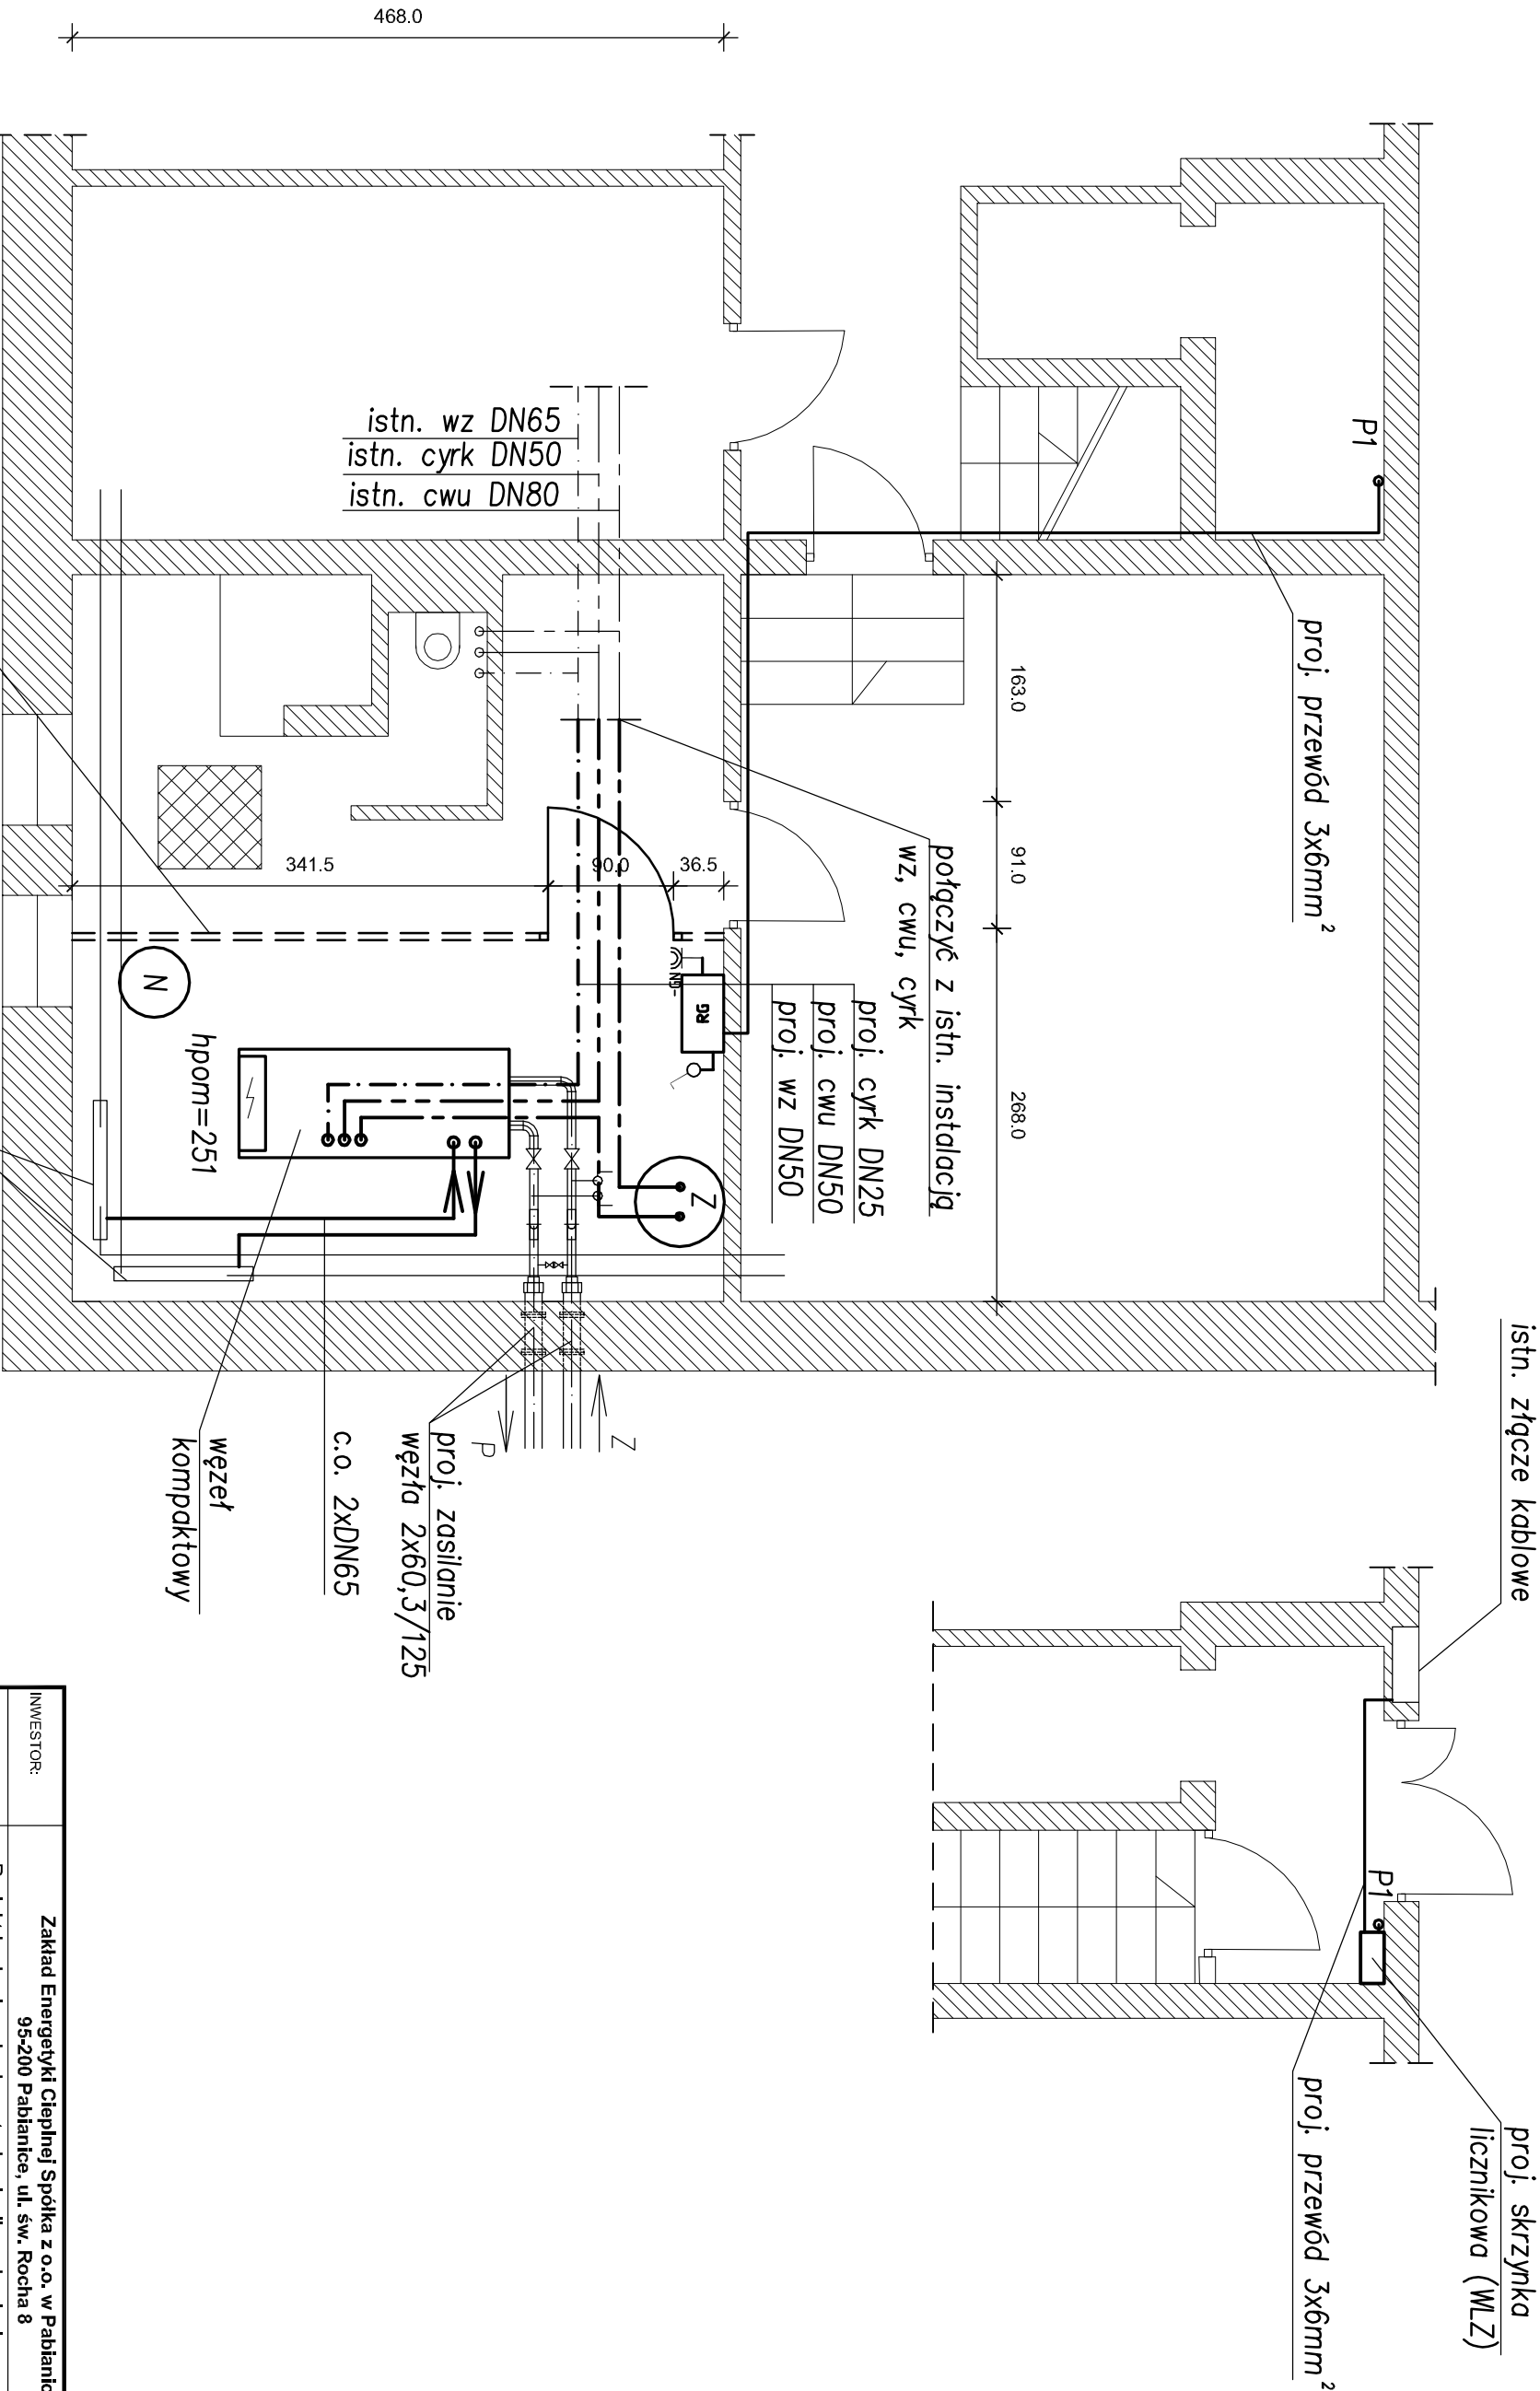 468.0
istn. wz DN65
istn. cyrk DN50
istn. cwu DN80
P1
proj. przewód 3x6mm²
163.0
91.0
268.0
341.5
90.0
36.5
połączyć z istn. instalacją
wz, cwu, cyrk
proj. cyrk DN25
proj. cwu DN50
proj. wz DN50
-GN
RG
N
Z
hpom=251
Z
P
proj. zasilanie
węzła 2x60,3/125
c.o. 2xDN65
węzeł
kompaktowy
istn. złącze kablowe
P1
proj. skrzynka
licznikowa (WLZ)
proj. przewód 3x6mm²
INWESTOR:
Zakład Energetyki Cieplnej Spółka z o.o. w Pabianic
95-200 Pabianice, ul. św. Rocha 8